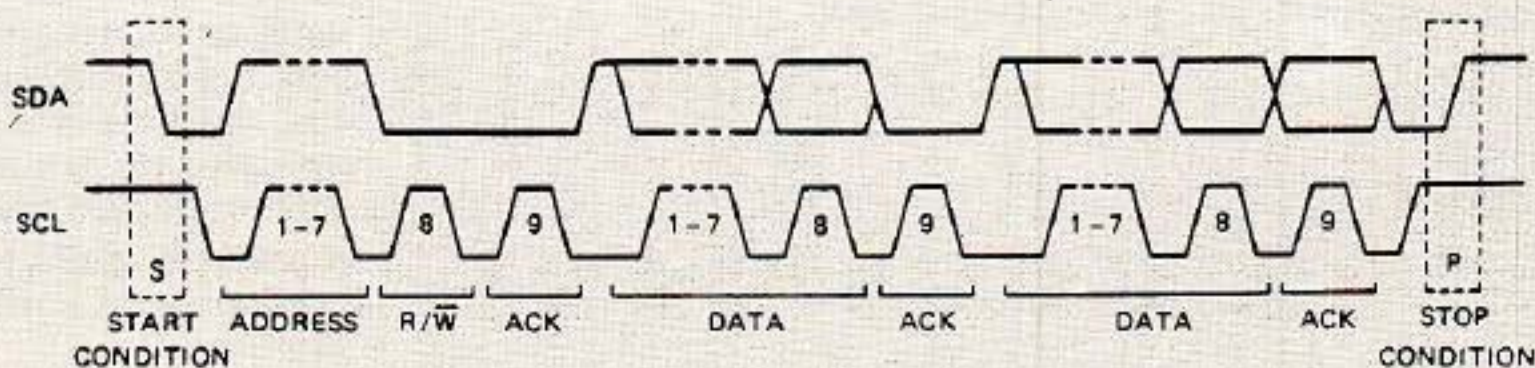 SDA
SCL
1-7 8 9 1-7 8 9 1-7 8 9
S P
START ADDRESS R/W̅ ACK DATA ACK DATA ACK STOP
CONDITION CONDITION